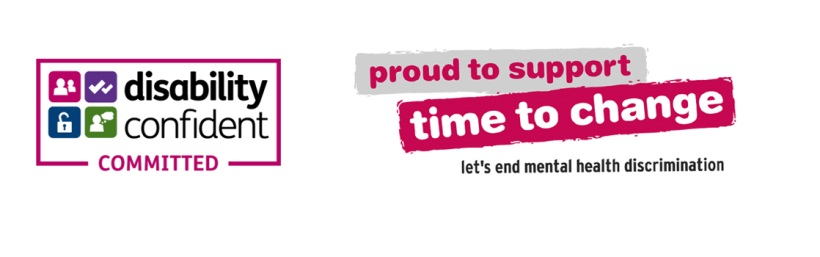 disability
confident
COMMITTED
proud to support
time to change
let's end mental health discrimination